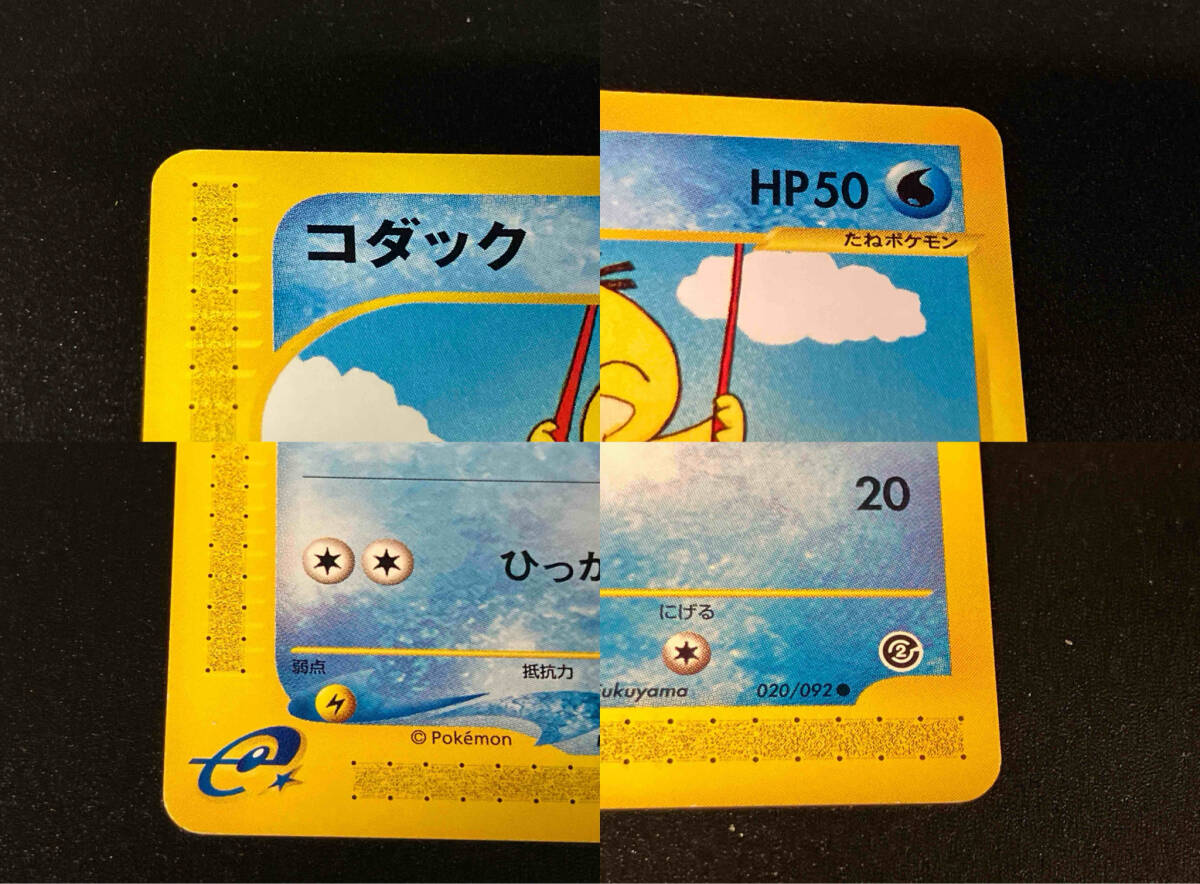 コダック
HP50
たねポケモン
20
ひっか
にげる
弱点
抵抗力
ukuyama
020/092●
© Pokémon